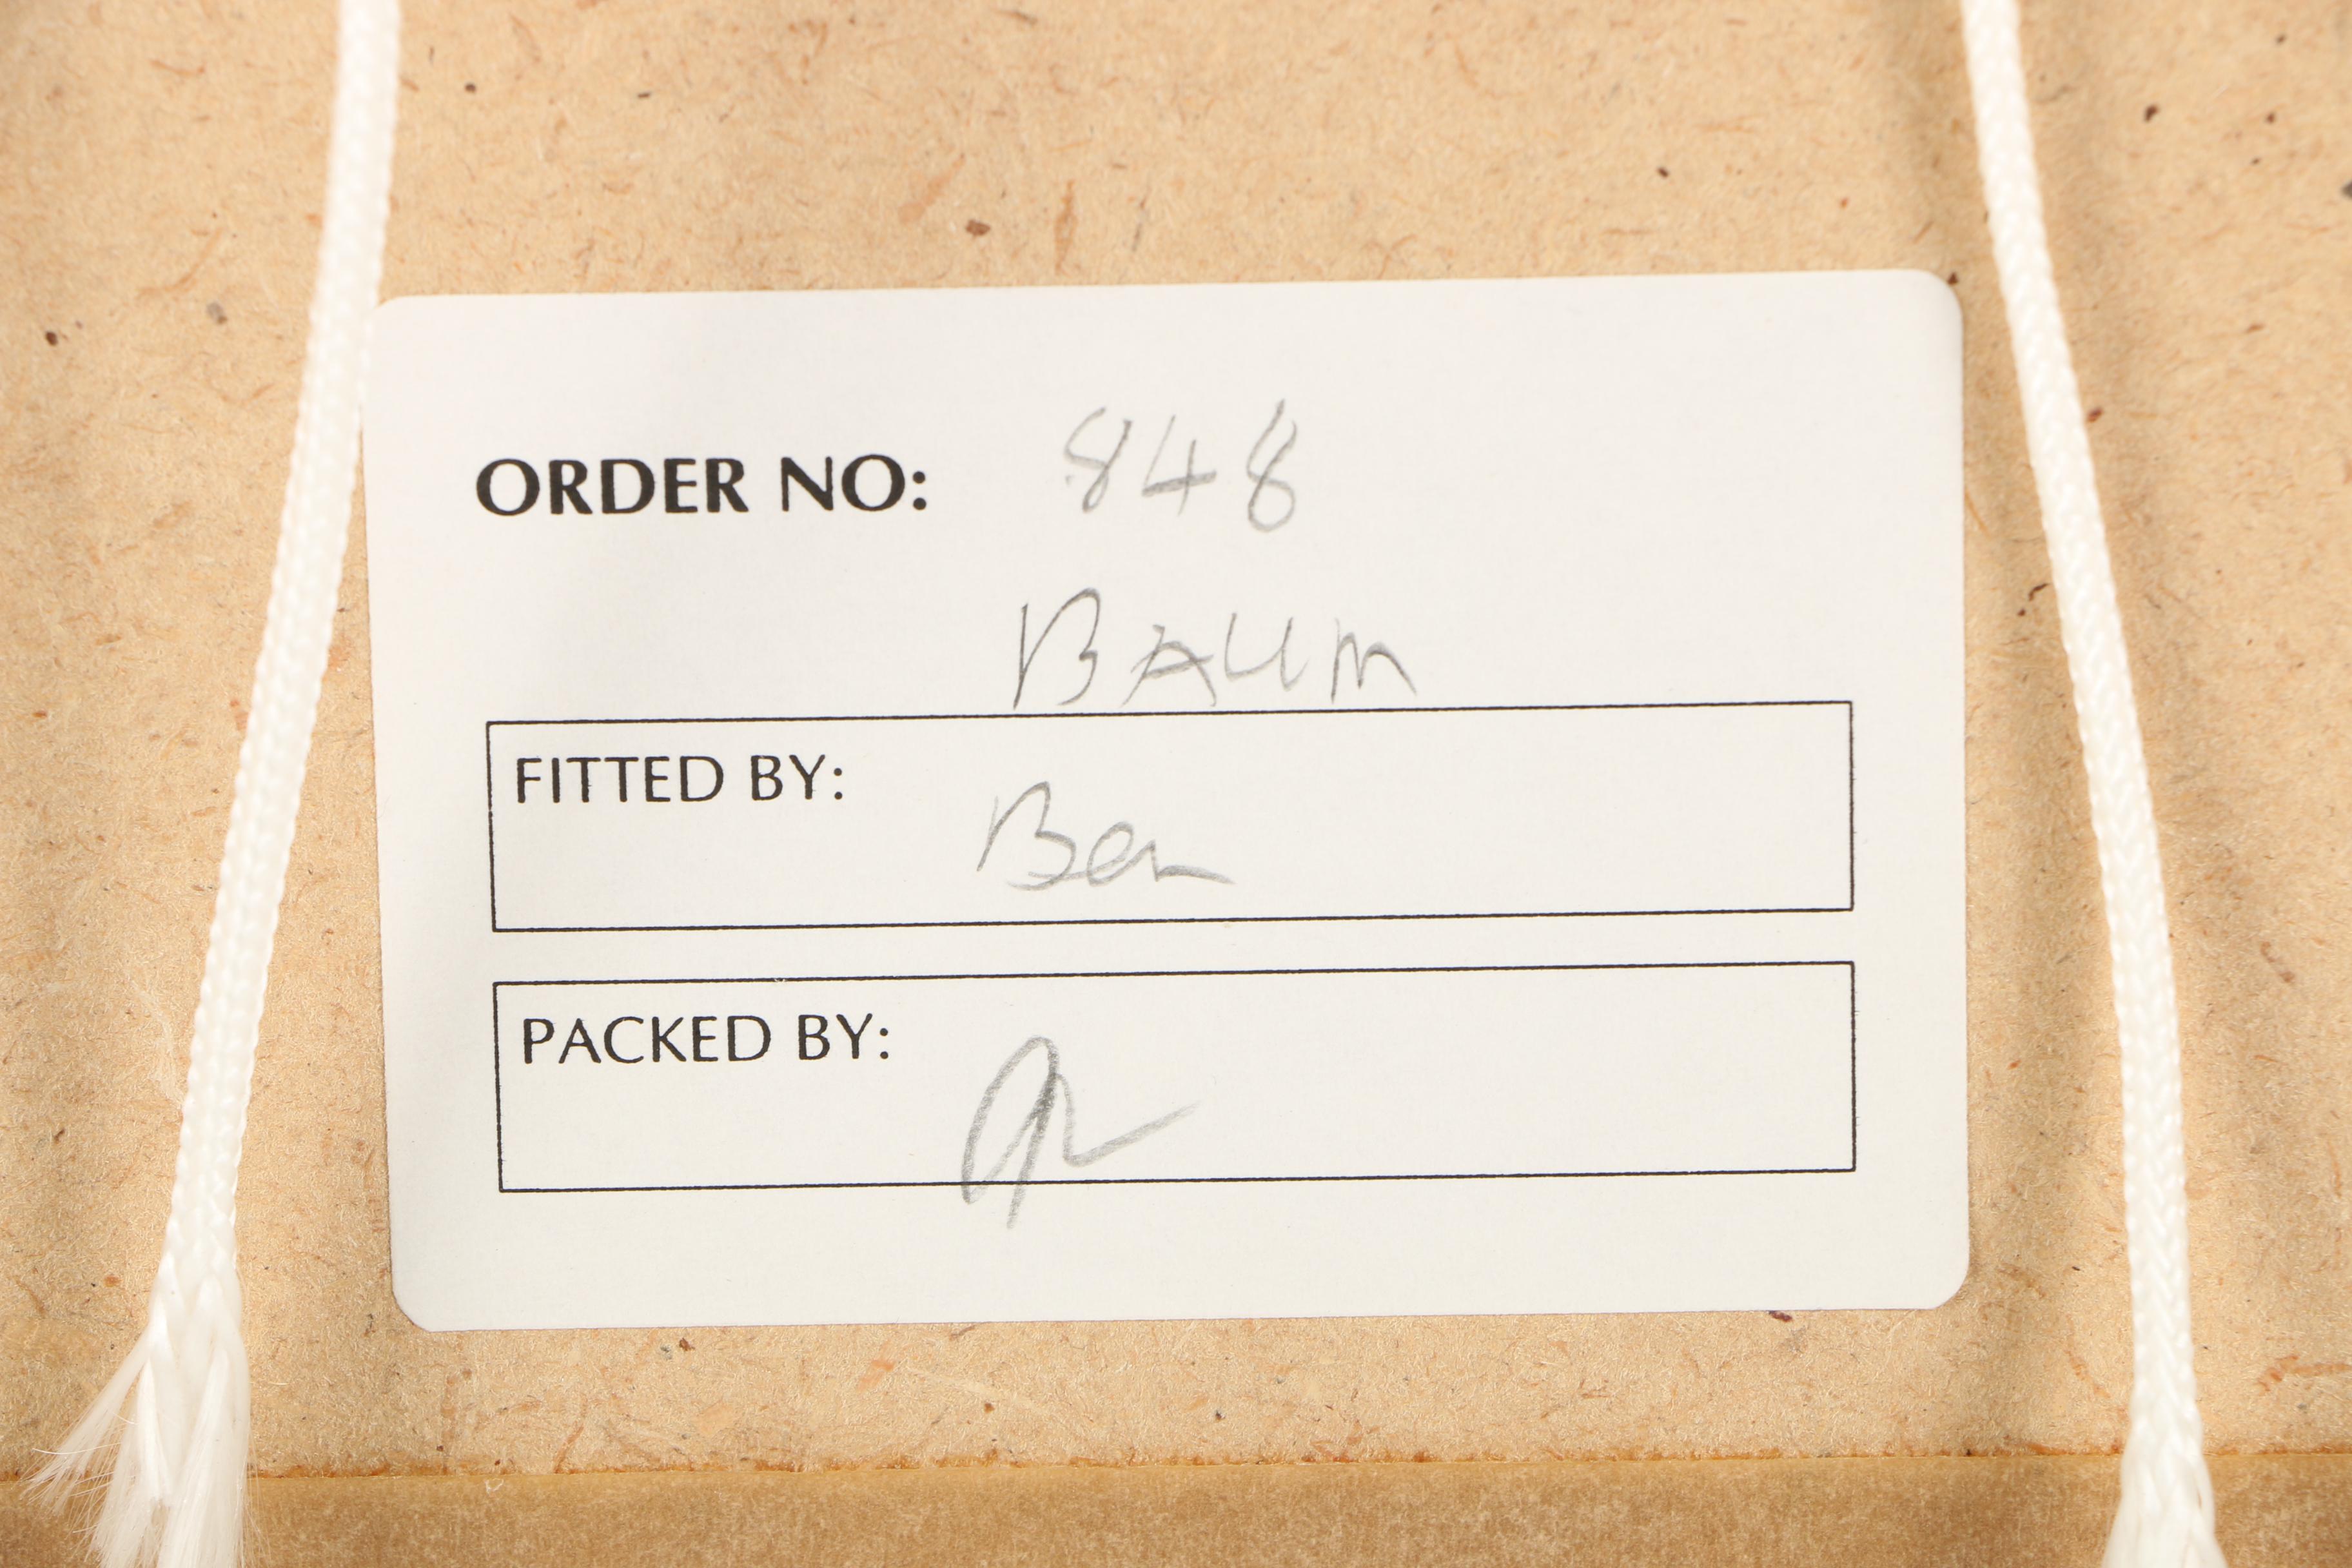 ORDER NO: 848
BAUM
FITTED BY: Ben
PACKED BY: